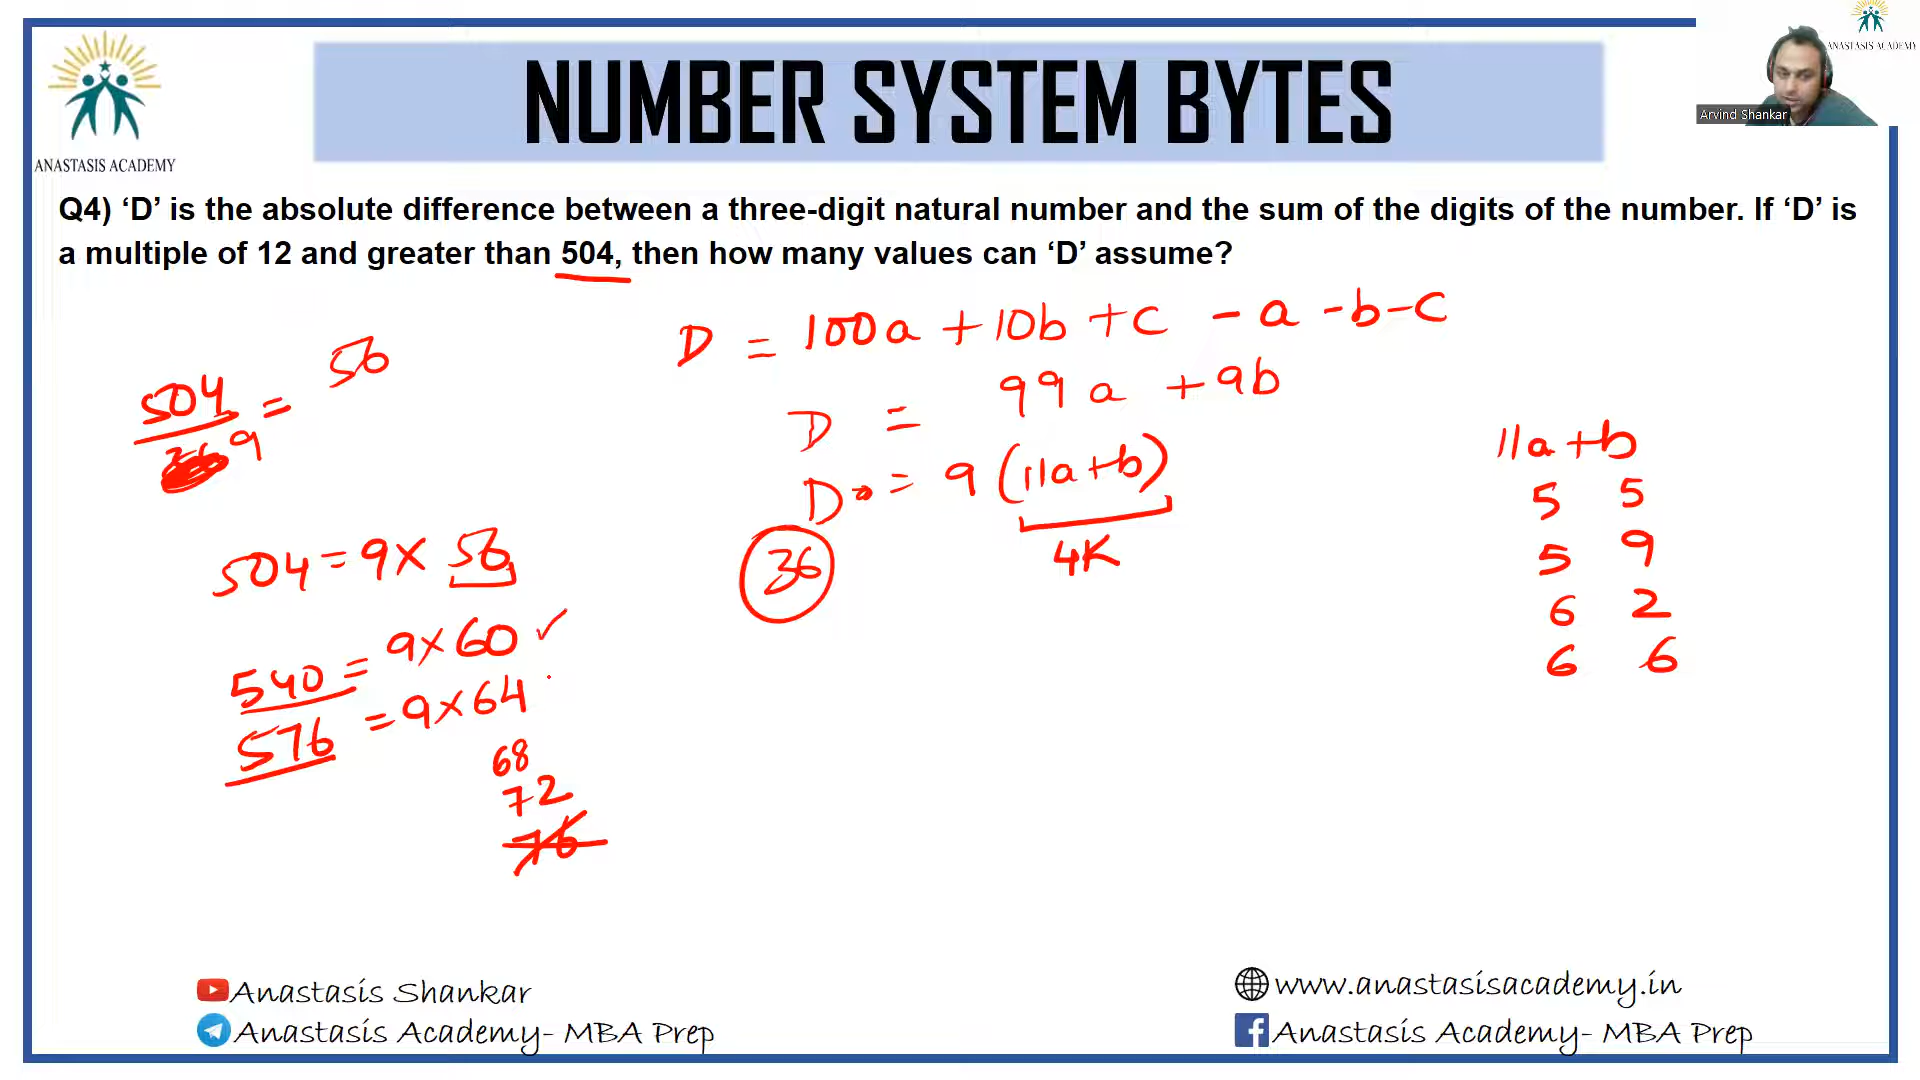 NUMBER SYSTEM BYTES
ANASTASIS ACADEMY
ANASTASIS ACADEMY
Arvind Shankar
Q4) ‘D’ is the absolute difference between a three-digit natural number and the sum of the digits of the number. If ‘D’ is
a multiple of 12 and greater than 504, then how many values can ‘D’ assume?
D = 100a + 10b + c - a - b - c
D = 99a + 9b
D = 9 (11a+b)
4K
36
504/9 = 56
504 = 9 × 56
540 = 9 × 60 ✓
576 = 9 × 64
68
72
76
11a + b
5 5
5 9
6 2
6 6
Anastasis Shankar
Anastasis Academy- MBA Prep
www.anastasisacademy.in
Anastasis Academy- MBA Prep